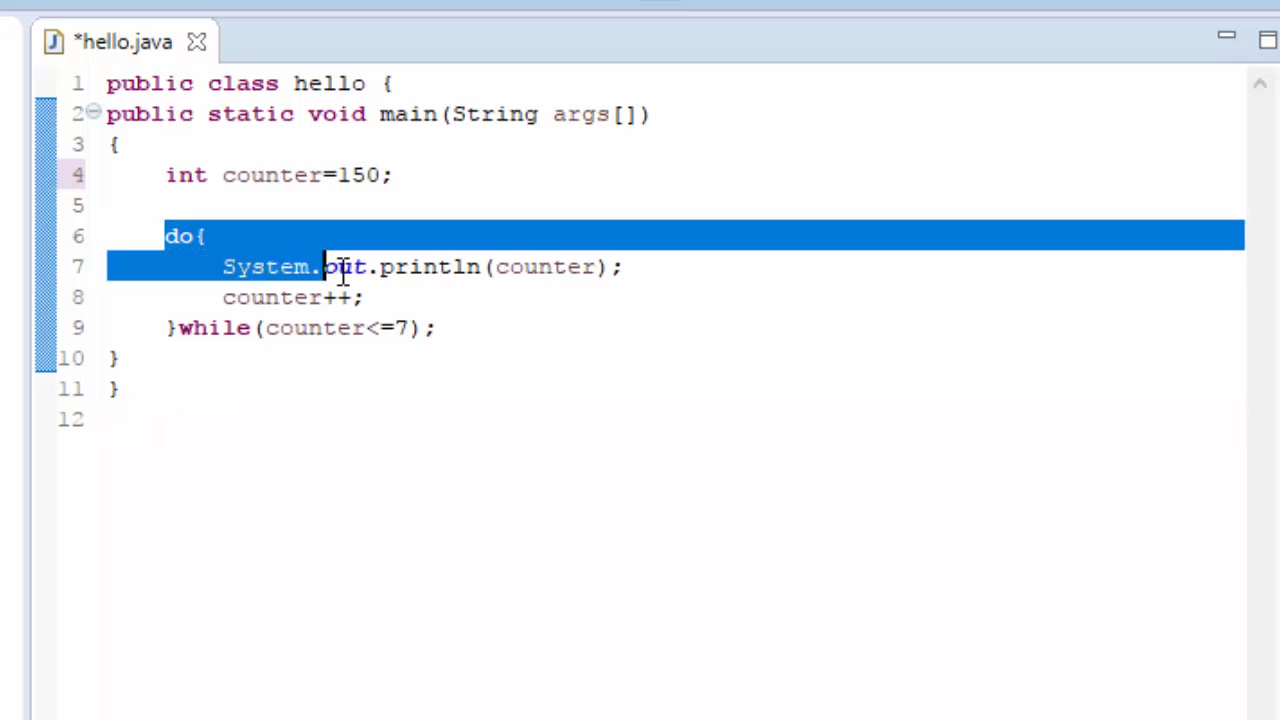 *hello.java
1 public class hello {
2 public static void main(String args[])
3 {
4 int counter=150;
5
6 do{
7 System.out.println(counter);
8 counter++;
9 }while(counter<=7);
10 }
11 }
12